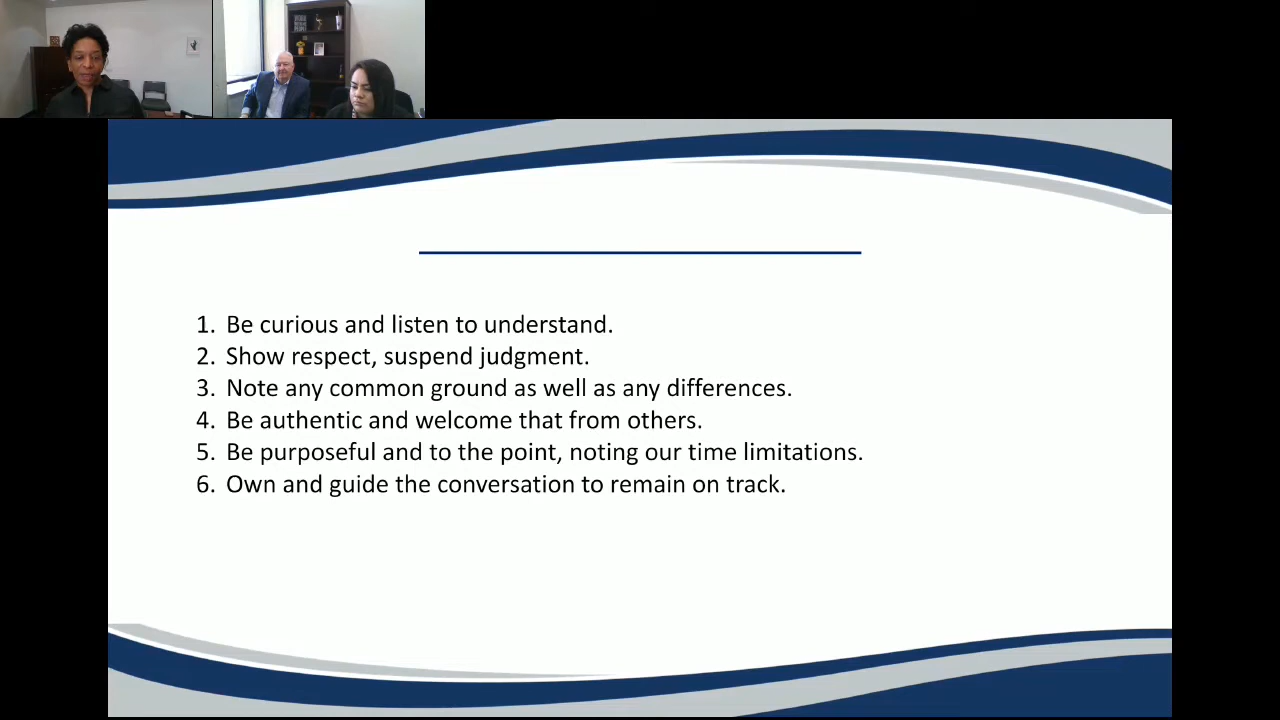 1. Be curious and listen to understand.
2. Show respect, suspend judgment.
3. Note any common ground as well as any differences.
4. Be authentic and welcome that from others.
5. Be purposeful and to the point, noting our time limitations.
6. Own and guide the conversation to remain on track.